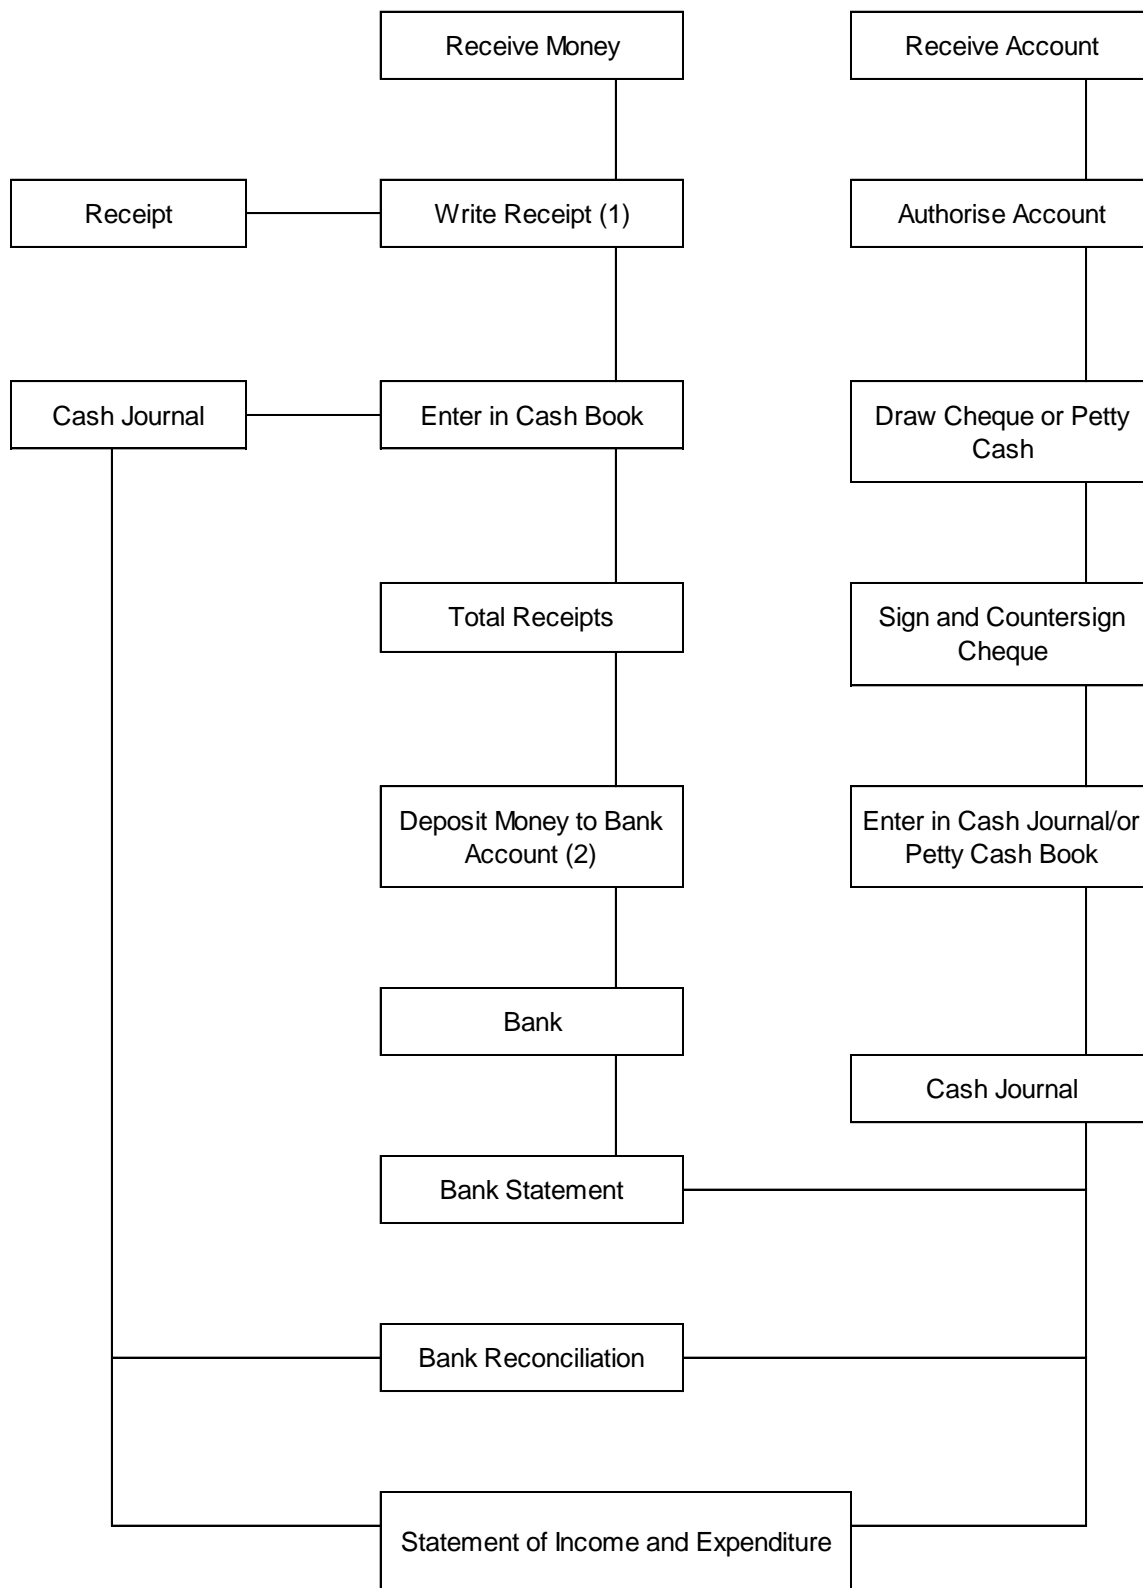 Receive Money
Receive Account
Receipt
Write Receipt (1)
Authorise Account
Cash Journal
Enter in Cash Book
Draw Cheque or Petty
Cash
Total Receipts
Sign and Countersign
Cheque
Deposit Money to Bank
Account (2)
Enter in Cash Journal/or
Petty Cash Book
Bank
Cash Journal
Bank Statement
Bank Reconciliation
Statement of Income and Expenditure